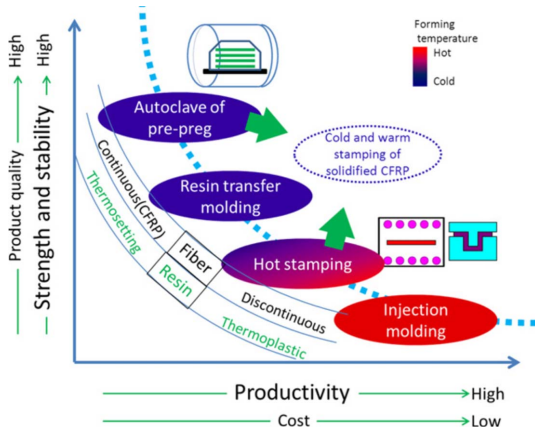 Forming
temperature
Hot
Cold
High
High
Product quality
Strength and stability
Autoclave of
pre-preg
Cold and warm
stamping of
solidified CFRP
Resin transfer
molding
Continuous(CFRP)
Thermosetting
Fiber
Resin
Hot stamping
Discontinuous
Thermoplastic
Injection
molding
Productivity
High
Cost
Low